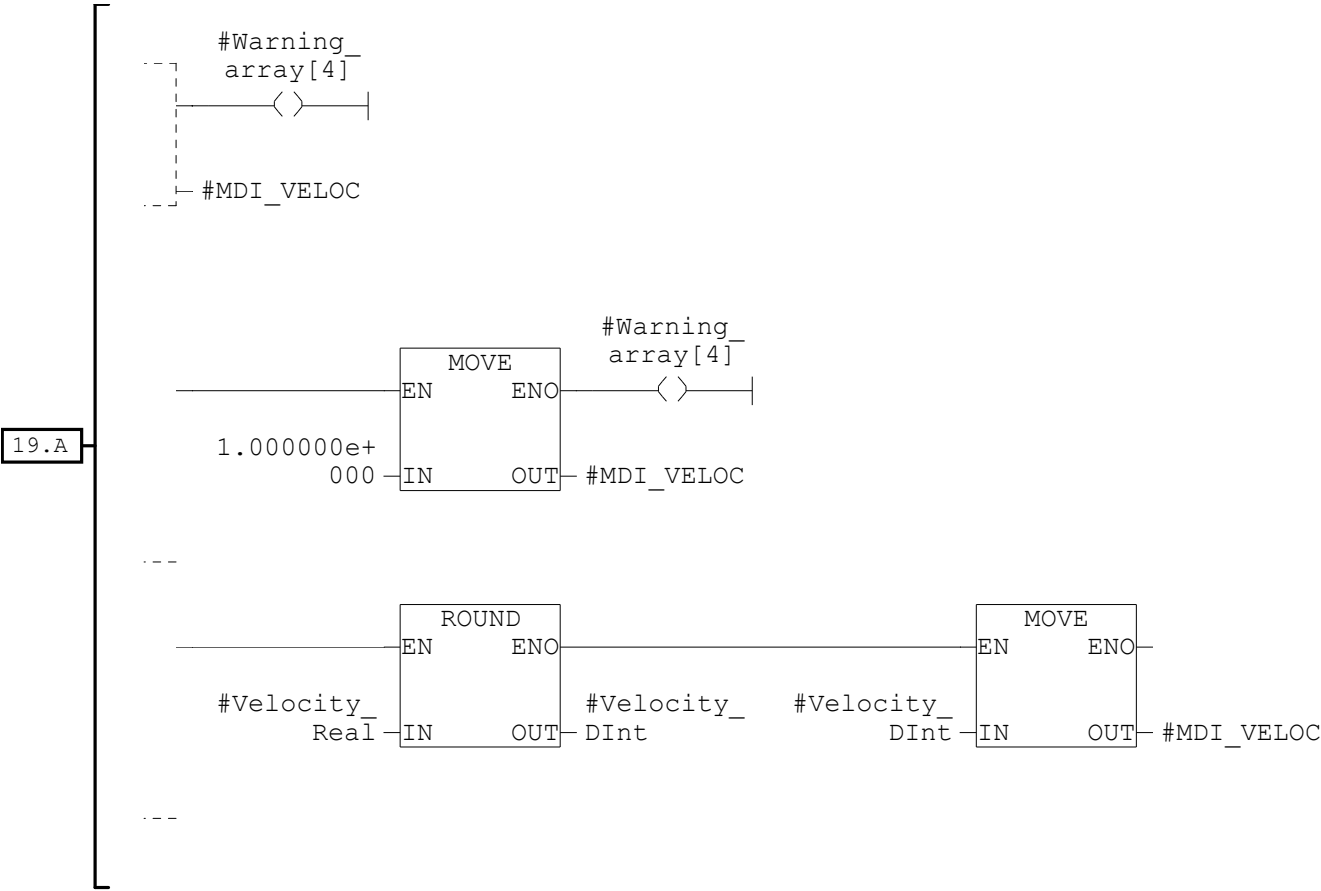 #Warning_
array[4]
#MDI_VELOC
#Warning_
array[4]
MOVE
EN ENO
19.A
1.000000e+
000 IN OUT #MDI_VELOC
ROUND MOVE
EN ENO EN ENO
#Velocity_ #Velocity_ #Velocity_
Real IN OUT DInt DInt IN OUT #MDI_VELOC